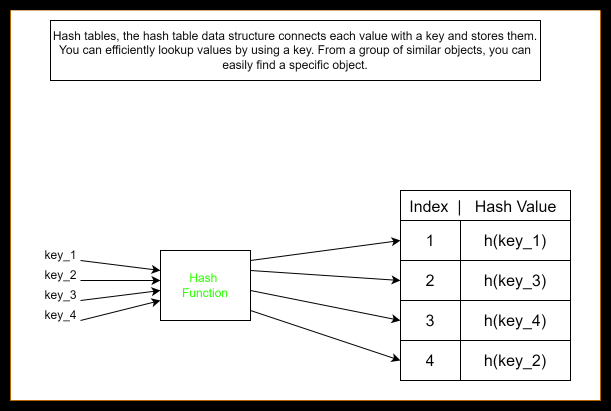 Hash tables, the hash table data structure connects each value with a key and stores them.
You can efficiently lookup values by using a key. From a group of similar objects, you can
easily find a specific object.
Index | Hash Value
key_1
key_2
key_3
key_4
Hash
Function
1 h(key_1)
2 h(key_3)
3 h(key_4)
4 h(key_2)